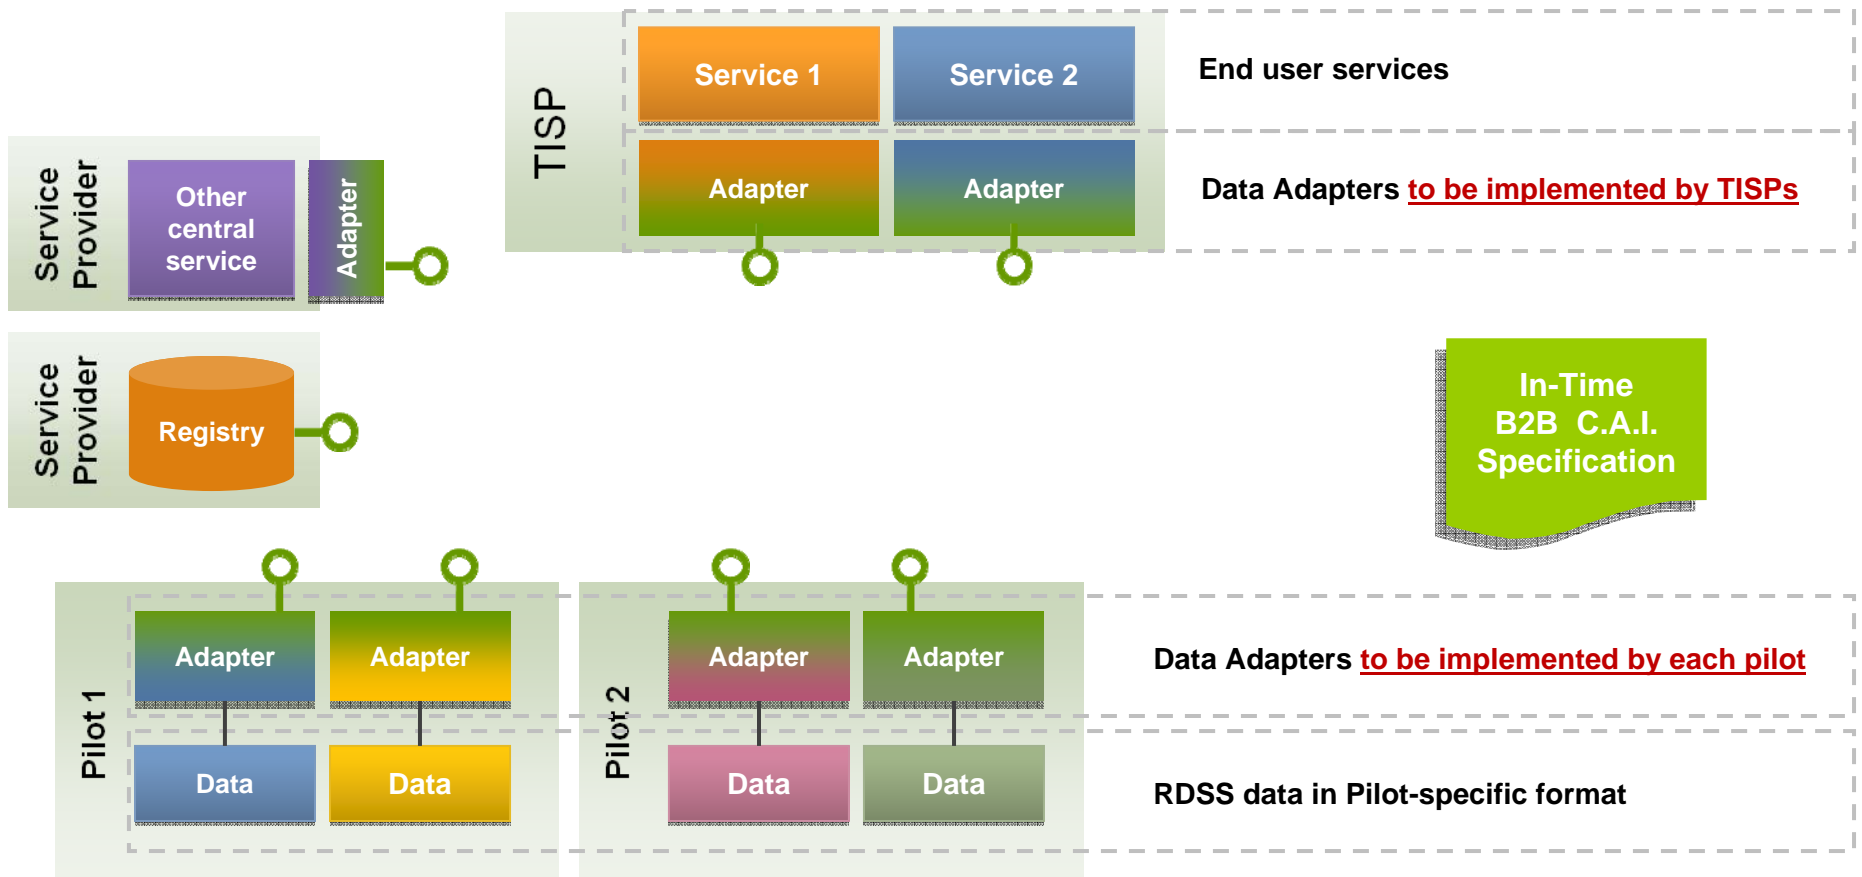 TISP
Service 1
Service 2
End user services
Adapter
Adapter
Data Adapters to be implemented by TISPs
Service
Provider
Other
central
service
Adapter
Service
Provider
Registry
In-Time
B2B C.A.I.
Specification
Pilot 1
Adapter
Adapter
Pilot 2
Adapter
Adapter
Data Adapters to be implemented by each pilot
Data
Data
Data
Data
RDSS data in Pilot-specific format